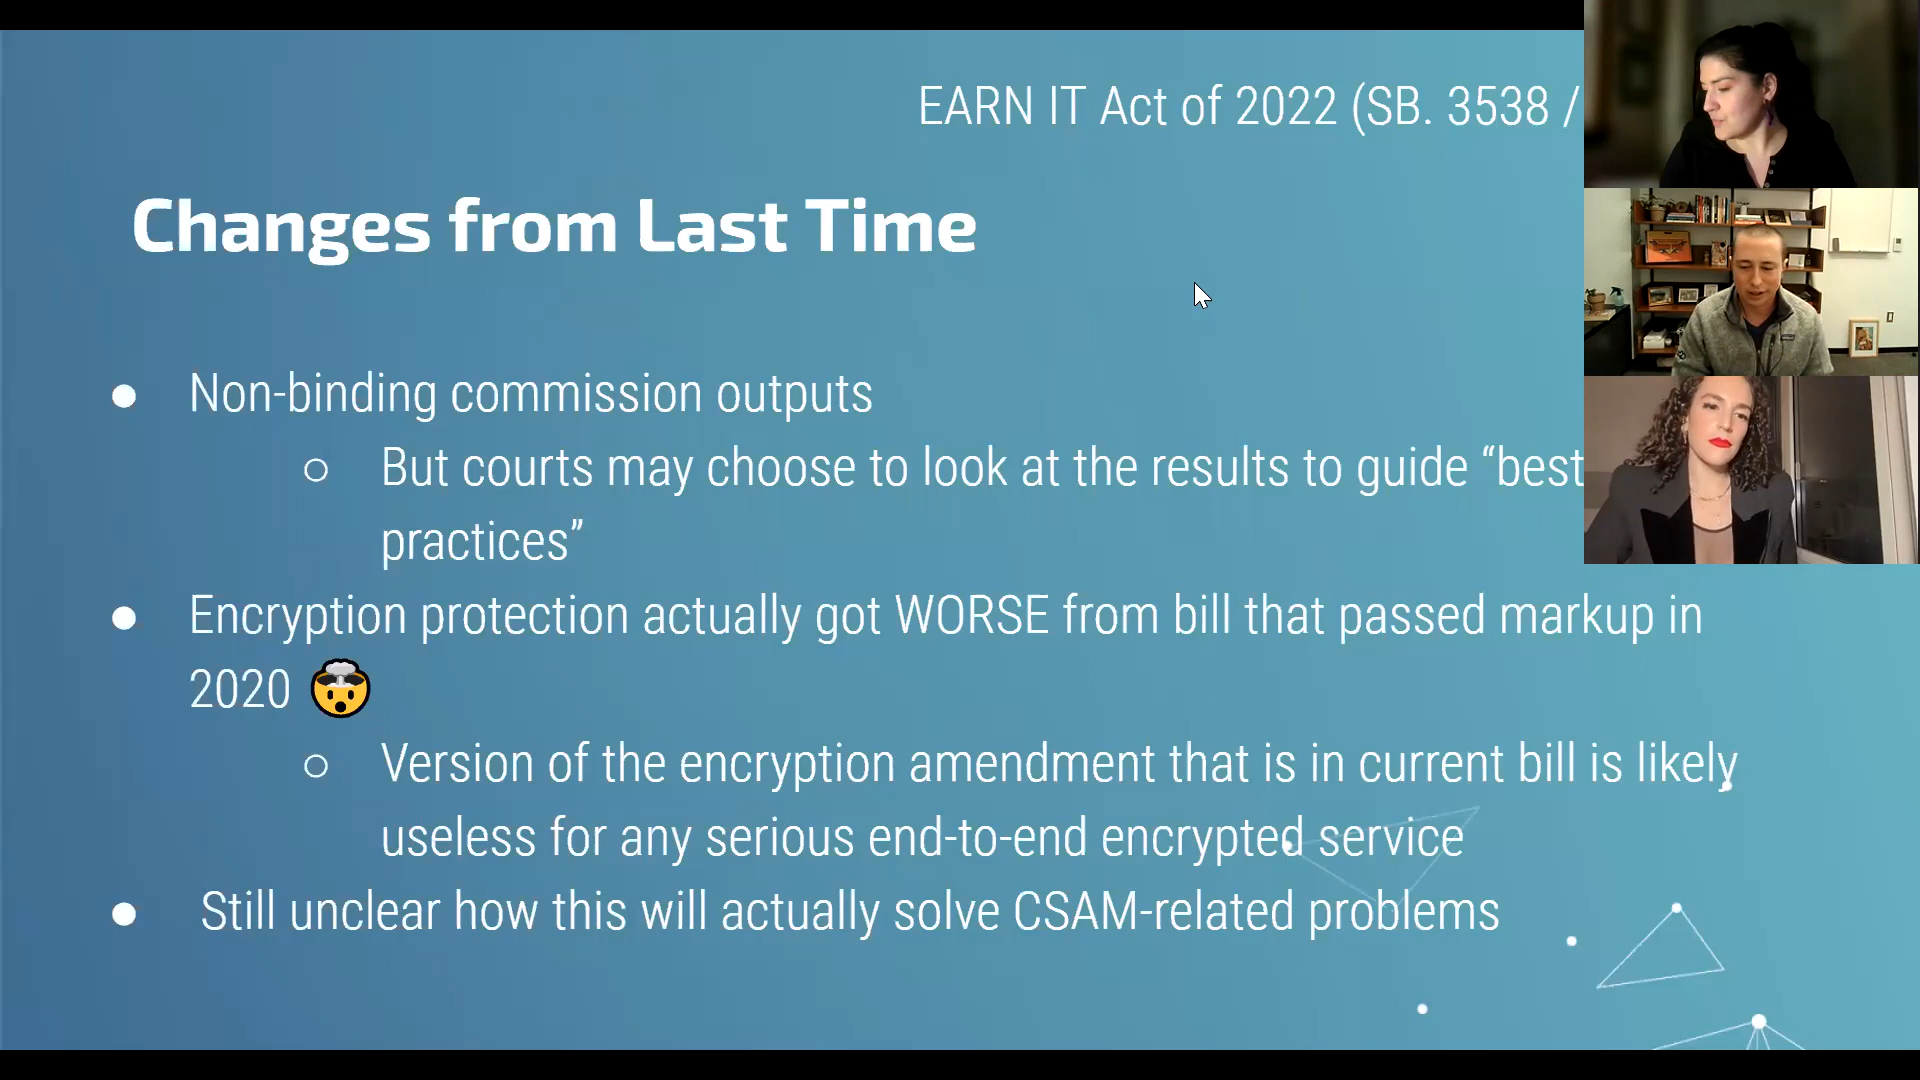 EARN IT Act of 2022 (SB. 3538 /
Changes from Last Time
● Non-binding commission outputs
○ But courts may choose to look at the results to guide “best
practices”
● Encryption protection actually got WORSE from bill that passed markup in
2020 🤯
○ Version of the encryption amendment that is in current bill is likely
useless for any serious end-to-end encrypted service
● Still unclear how this will actually solve CSAM-related problems